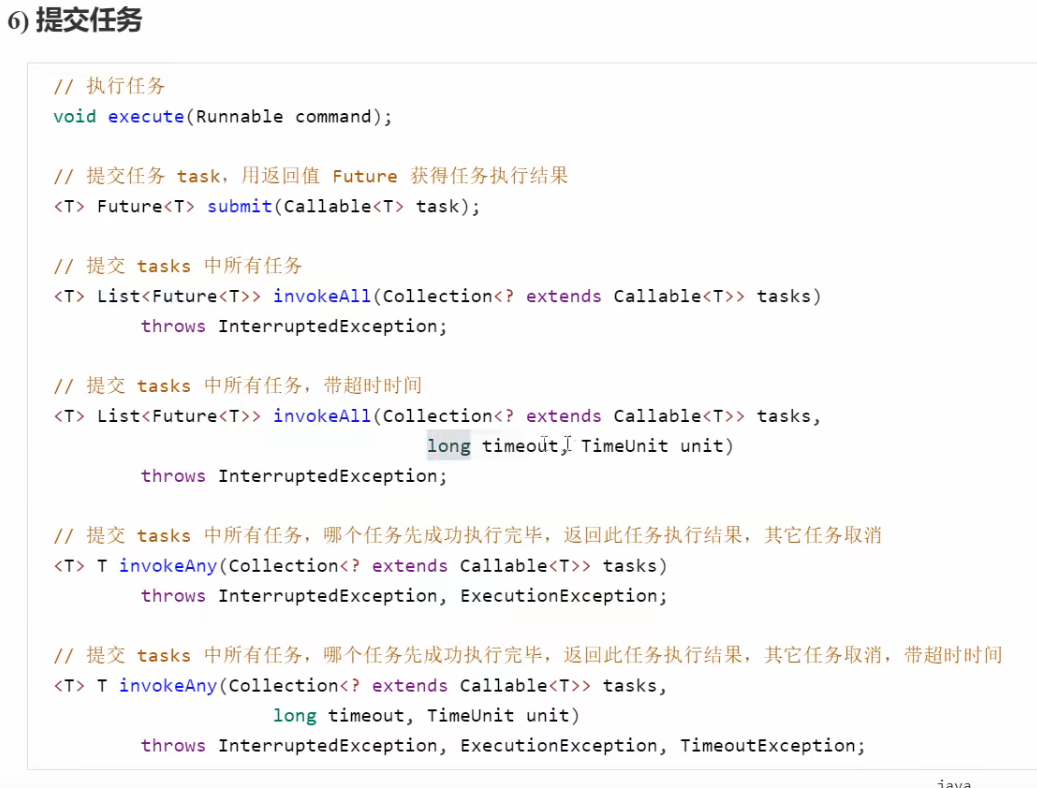 6) 提交任务
// 执行任务
void execute(Runnable command);
// 提交任务 task，用返回值 Future 获得任务执行结果
<T> Future<T> submit(Callable<T> task);
// 提交 tasks 中所有任务
<T> List<Future<T>> invokeAll(Collection<? extends Callable<T>> tasks)
throws InterruptedException;
// 提交 tasks 中所有任务，带超时时间
<T> List<Future<T>> invokeAll(Collection<? extends Callable<T>> tasks,
long timeout, TimeUnit unit)
throws InterruptedException;
// 提交 tasks 中所有任务，哪个任务先成功执行完毕，返回此任务执行结果，其它任务取消
<T> T invokeAny(Collection<? extends Callable<T>> tasks)
throws InterruptedException, ExecutionException;
// 提交 tasks 中所有任务，哪个任务先成功执行完毕，返回此任务执行结果，其它任务取消，带超时时间
<T> T invokeAny(Collection<? extends Callable<T>> tasks,
long timeout, TimeUnit unit)
throws InterruptedException, ExecutionException, TimeoutException;
java